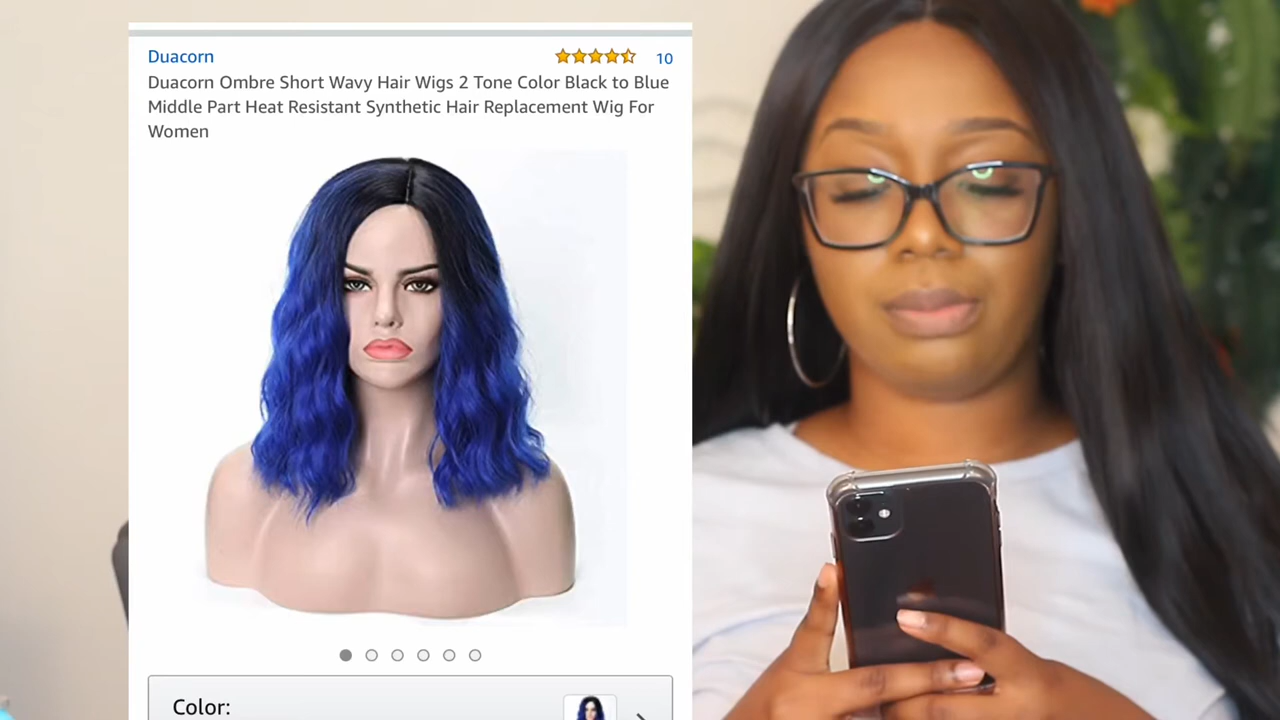 Duacorn
10
Duacorn Ombre Short Wavy Hair Wigs 2 Tone Color Black to Blue
Middle Part Heat Resistant Synthetic Hair Replacement Wig For
Women
Color: